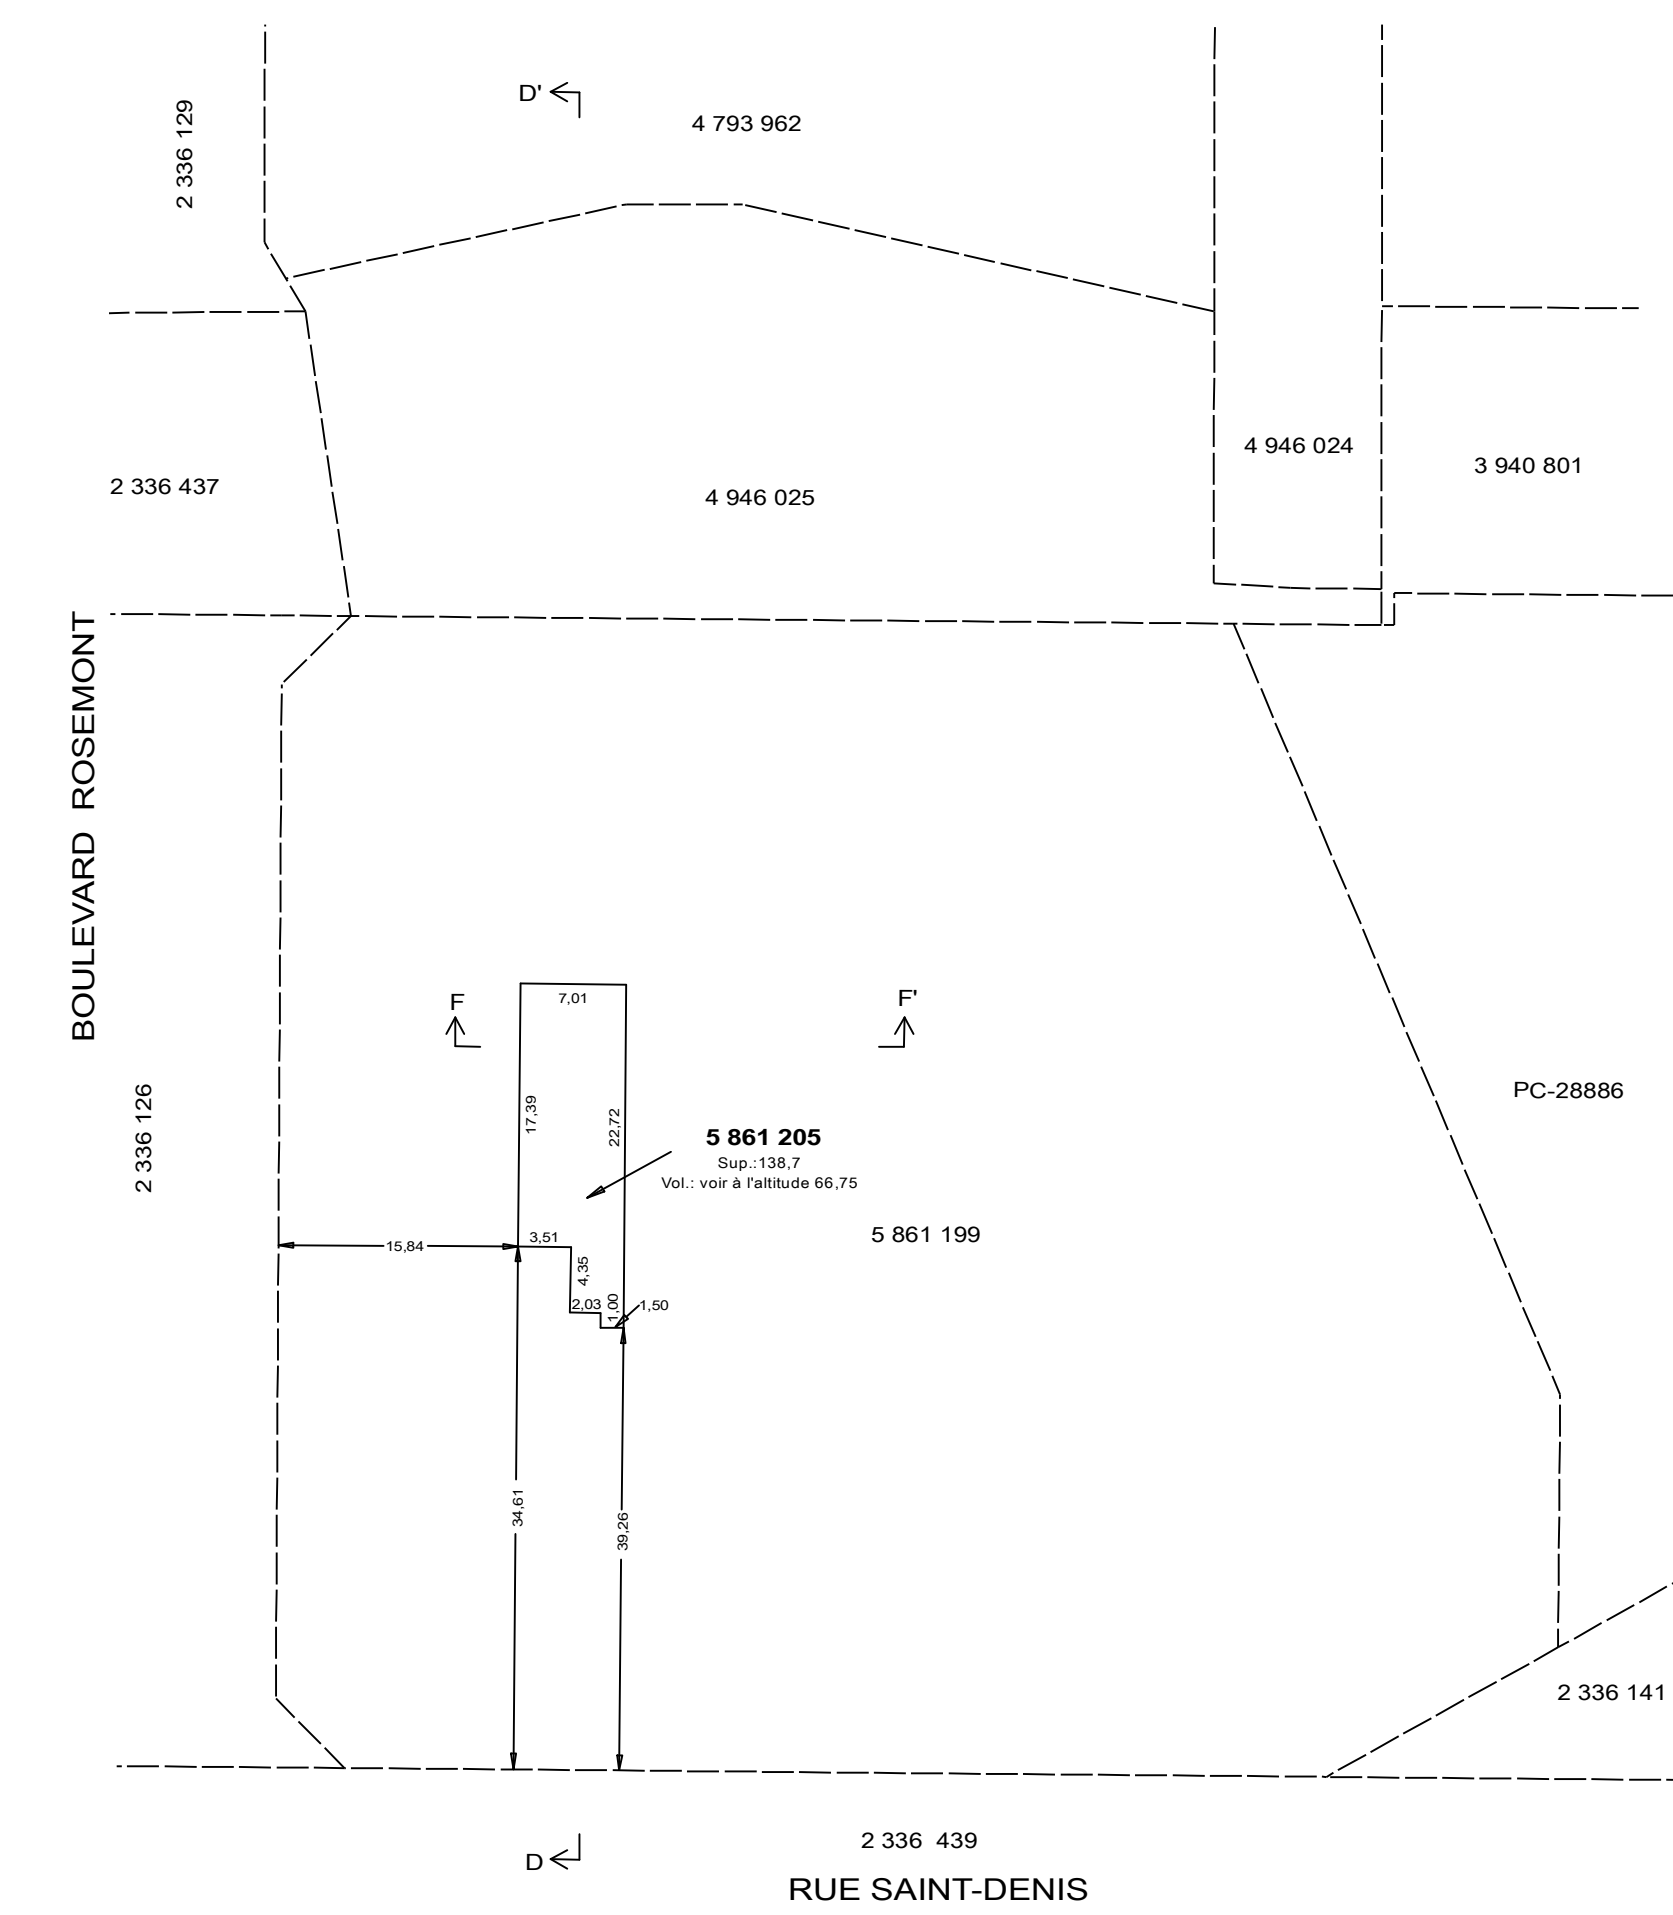 D'
4 793 962
2 336 129
4 946 024
3 940 801
2 336 437
4 946 025
BOULEVARD ROSEMONT
7,01
F
F'
17,39
22,72
PC-28886
2 336 126
5 861 205
Sup.:138,7
Vol.: voir à l'altitude 66,75
5 861 199
3,51
15,84
4,35
2,03
1,00
1,50
34,61
39,26
2 336 141
2 336 439
D
RUE SAINT-DENIS